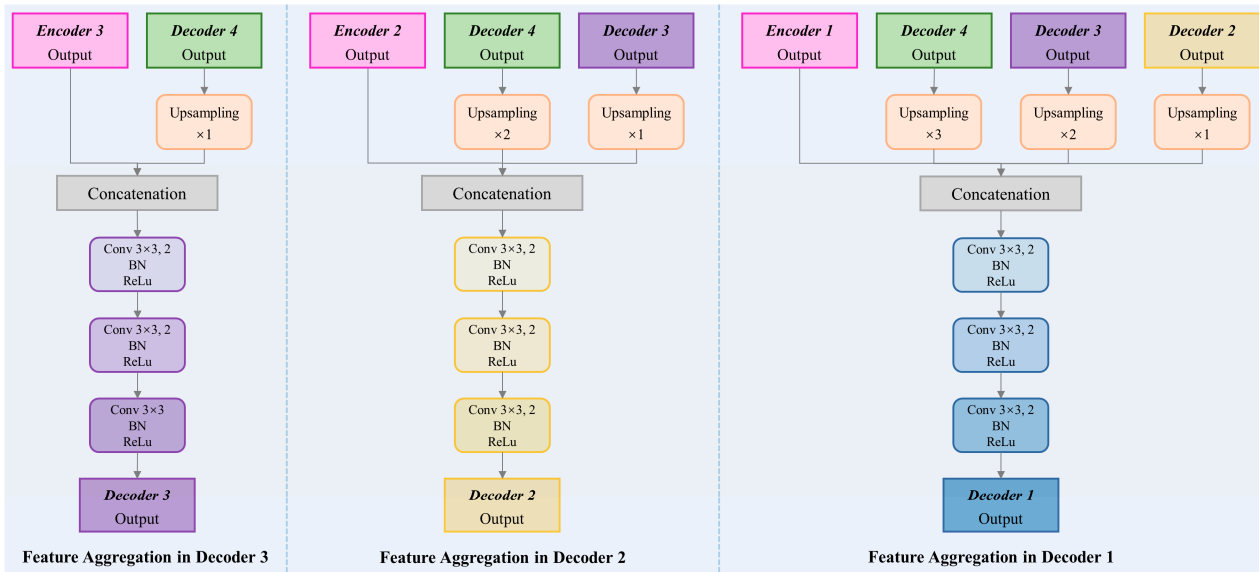 Encoder 3
Output
Decoder 4
Output
Upsampling
×1
Concatenation
Conv 3×3, 2
BN
ReLu
Conv 3×3, 2
BN
ReLu
Conv 3×3
BN
ReLu
Decoder 3
Output
Feature Aggregation in Decoder 3
Encoder 2
Output
Decoder 4
Output
Decoder 3
Output
Upsampling
×2
Upsampling
×1
Concatenation
Conv 3×3, 2
BN
ReLu
Conv 3×3, 2
BN
ReLu
Conv 3×3, 2
BN
ReLu
Decoder 2
Output
Feature Aggregation in Decoder 2
Encoder 1
Output
Decoder 4
Output
Decoder 3
Output
Decoder 2
Output
Upsampling
×3
Upsampling
×2
Upsampling
×1
Concatenation
Conv 3×3, 2
BN
ReLu
Conv 3×3, 2
BN
ReLu
Conv 3×3, 2
BN
ReLu
Decoder 1
Output
Feature Aggregation in Decoder 1